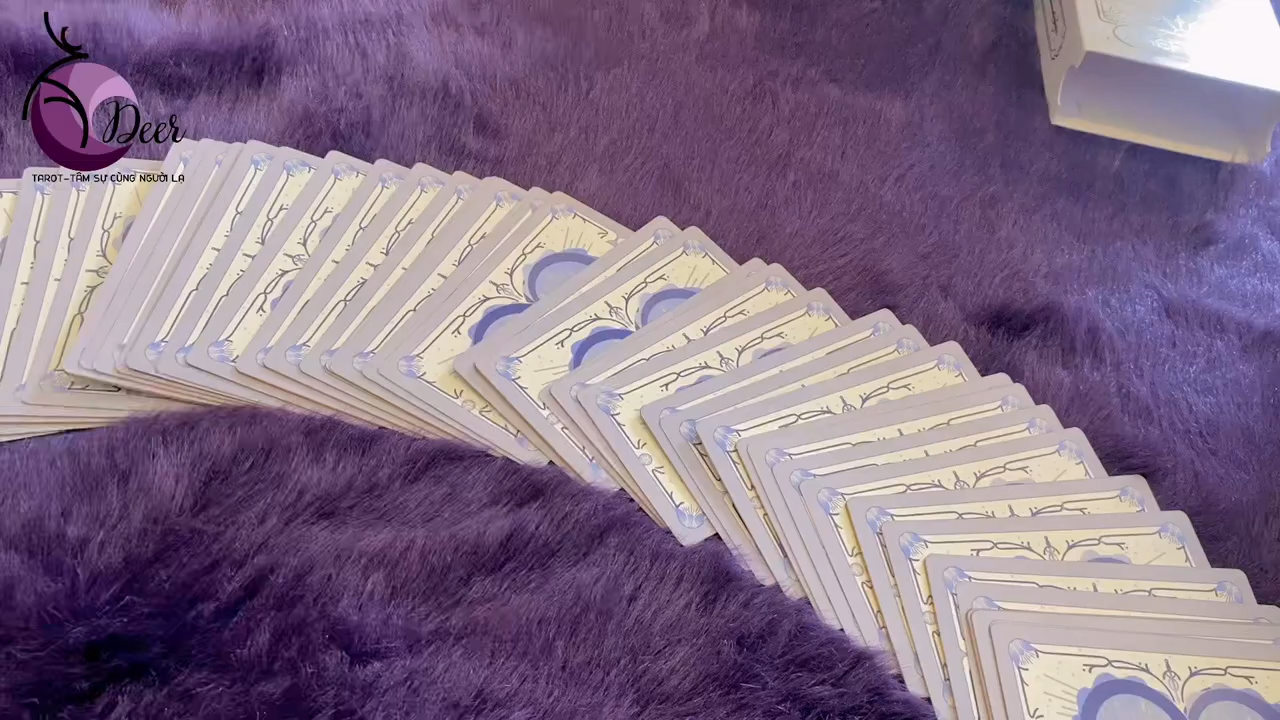 Deer
TAROT-TÂM SỰ CÙNG NGƯỜI LẠ